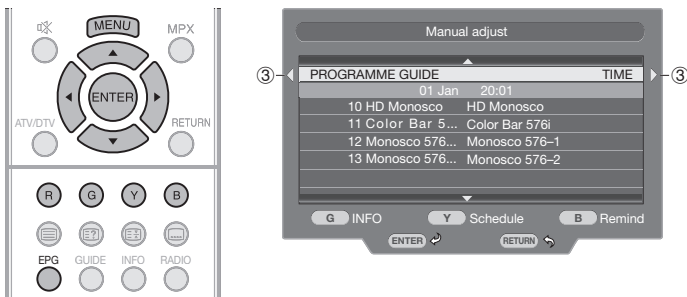 MENU MPX
ENTER
ATV/DTV RETURN
R G Y B
EPG GUIDE INFO RADIO
Manual adjust
③ ③
PROGRAMME GUIDE TIME
01 Jan 20:01
10 HD Monosco HD Monosco
11 Color Bar 5... Color Bar 576i
12 Monosco 576... Monosco 576–1
13 Monosco 576... Monosco 576–2
G INFO Y Schedule B Remind
ENTER RETURN